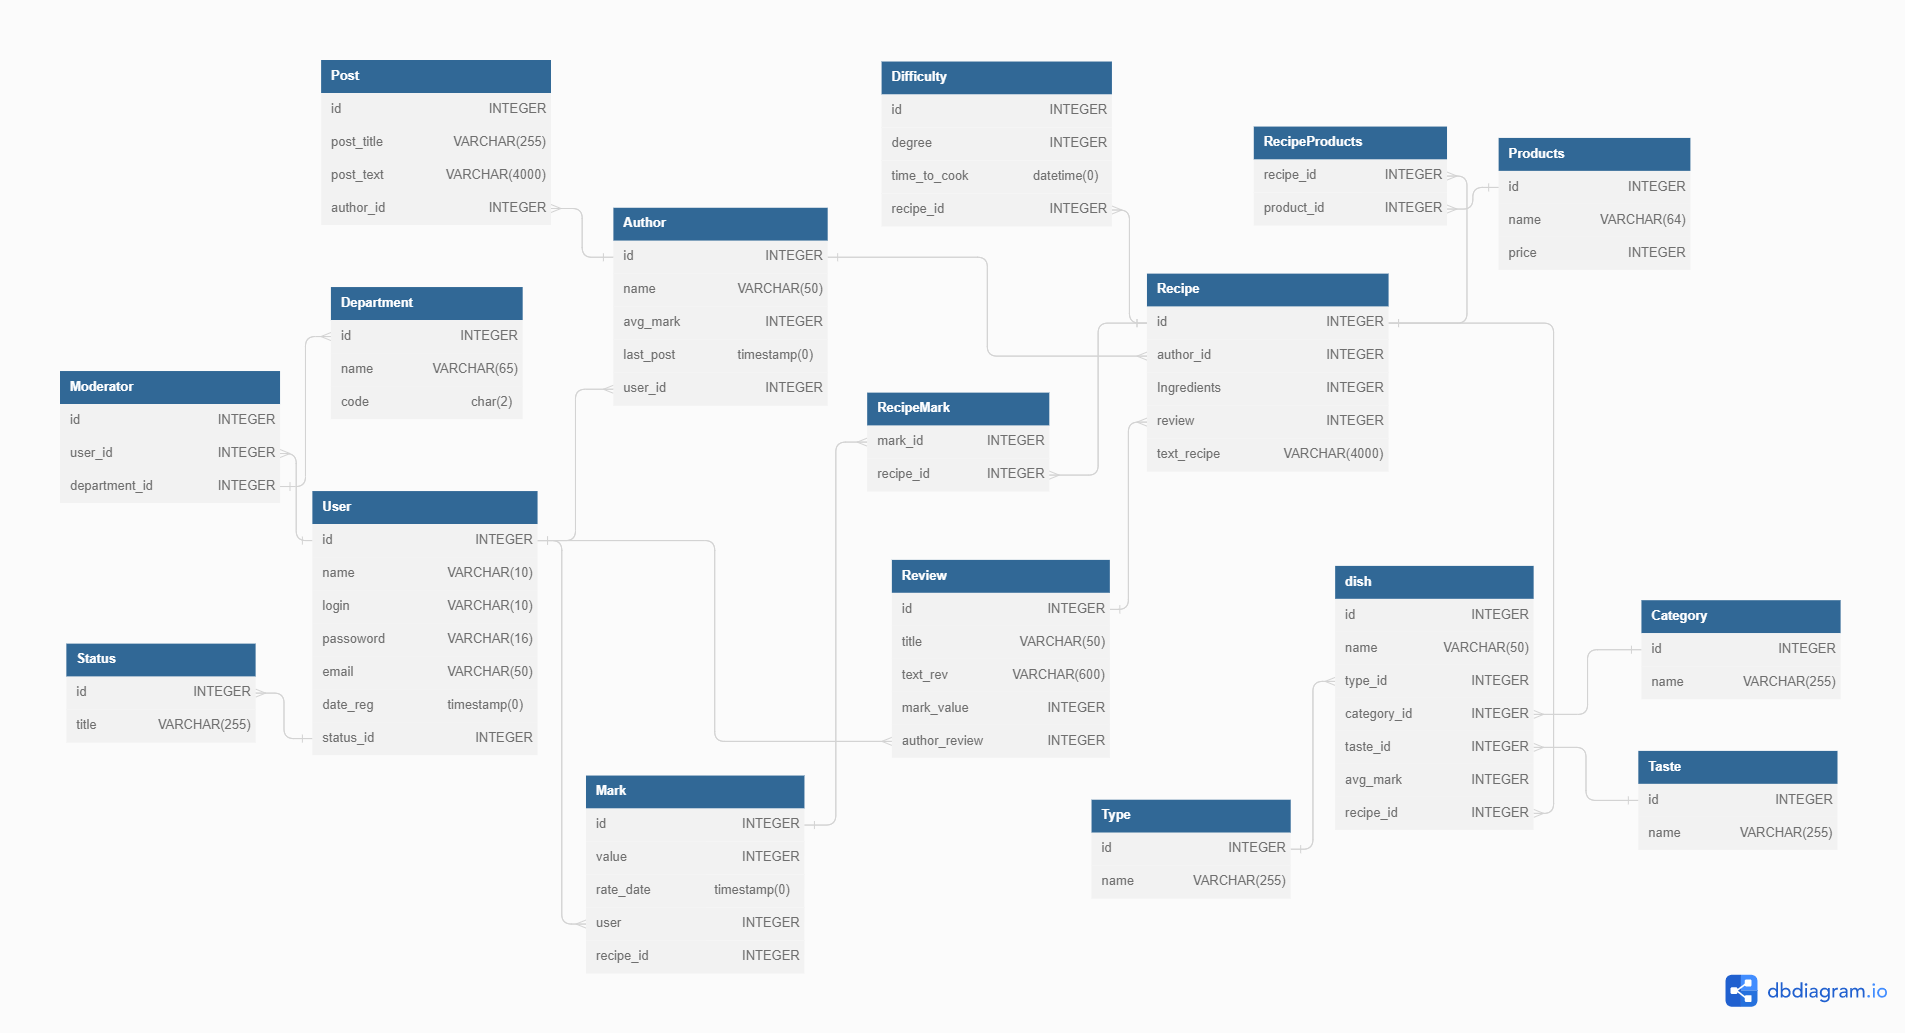 Post
id INTEGER
post_title VARCHAR(255)
post_text VARCHAR(4000)
author_id INTEGER
Difficulty
id INTEGER
degree INTEGER
time_to_cook datetime(0)
recipe_id INTEGER
RecipeProducts
recipe_id INTEGER
product_id INTEGER
Products
id INTEGER
name VARCHAR(64)
price INTEGER
Author
id INTEGER
name VARCHAR(50)
avg_mark INTEGER
last_post timestamp(0)
user_id INTEGER
Department
id INTEGER
name VARCHAR(65)
code char(2)
Recipe
id INTEGER
author_id INTEGER
Ingredients INTEGER
review INTEGER
text_recipe VARCHAR(4000)
Moderator
id INTEGER
user_id INTEGER
department_id INTEGER
RecipeMark
mark_id INTEGER
recipe_id INTEGER
User
id INTEGER
name VARCHAR(10)
login VARCHAR(10)
passoword VARCHAR(16)
email VARCHAR(50)
date_reg timestamp(0)
status_id INTEGER
Review
id INTEGER
title VARCHAR(50)
text_rev VARCHAR(600)
mark_value INTEGER
author_review INTEGER
dish
id INTEGER
name VARCHAR(50)
type_id INTEGER
category_id INTEGER
taste_id INTEGER
avg_mark INTEGER
recipe_id INTEGER
Category
id INTEGER
name VARCHAR(255)
Status
id INTEGER
title VARCHAR(255)
Taste
id INTEGER
name VARCHAR(255)
Mark
id INTEGER
value INTEGER
rate_date timestamp(0)
user INTEGER
recipe_id INTEGER
Type
id INTEGER
name VARCHAR(255)
dbdiagram.io